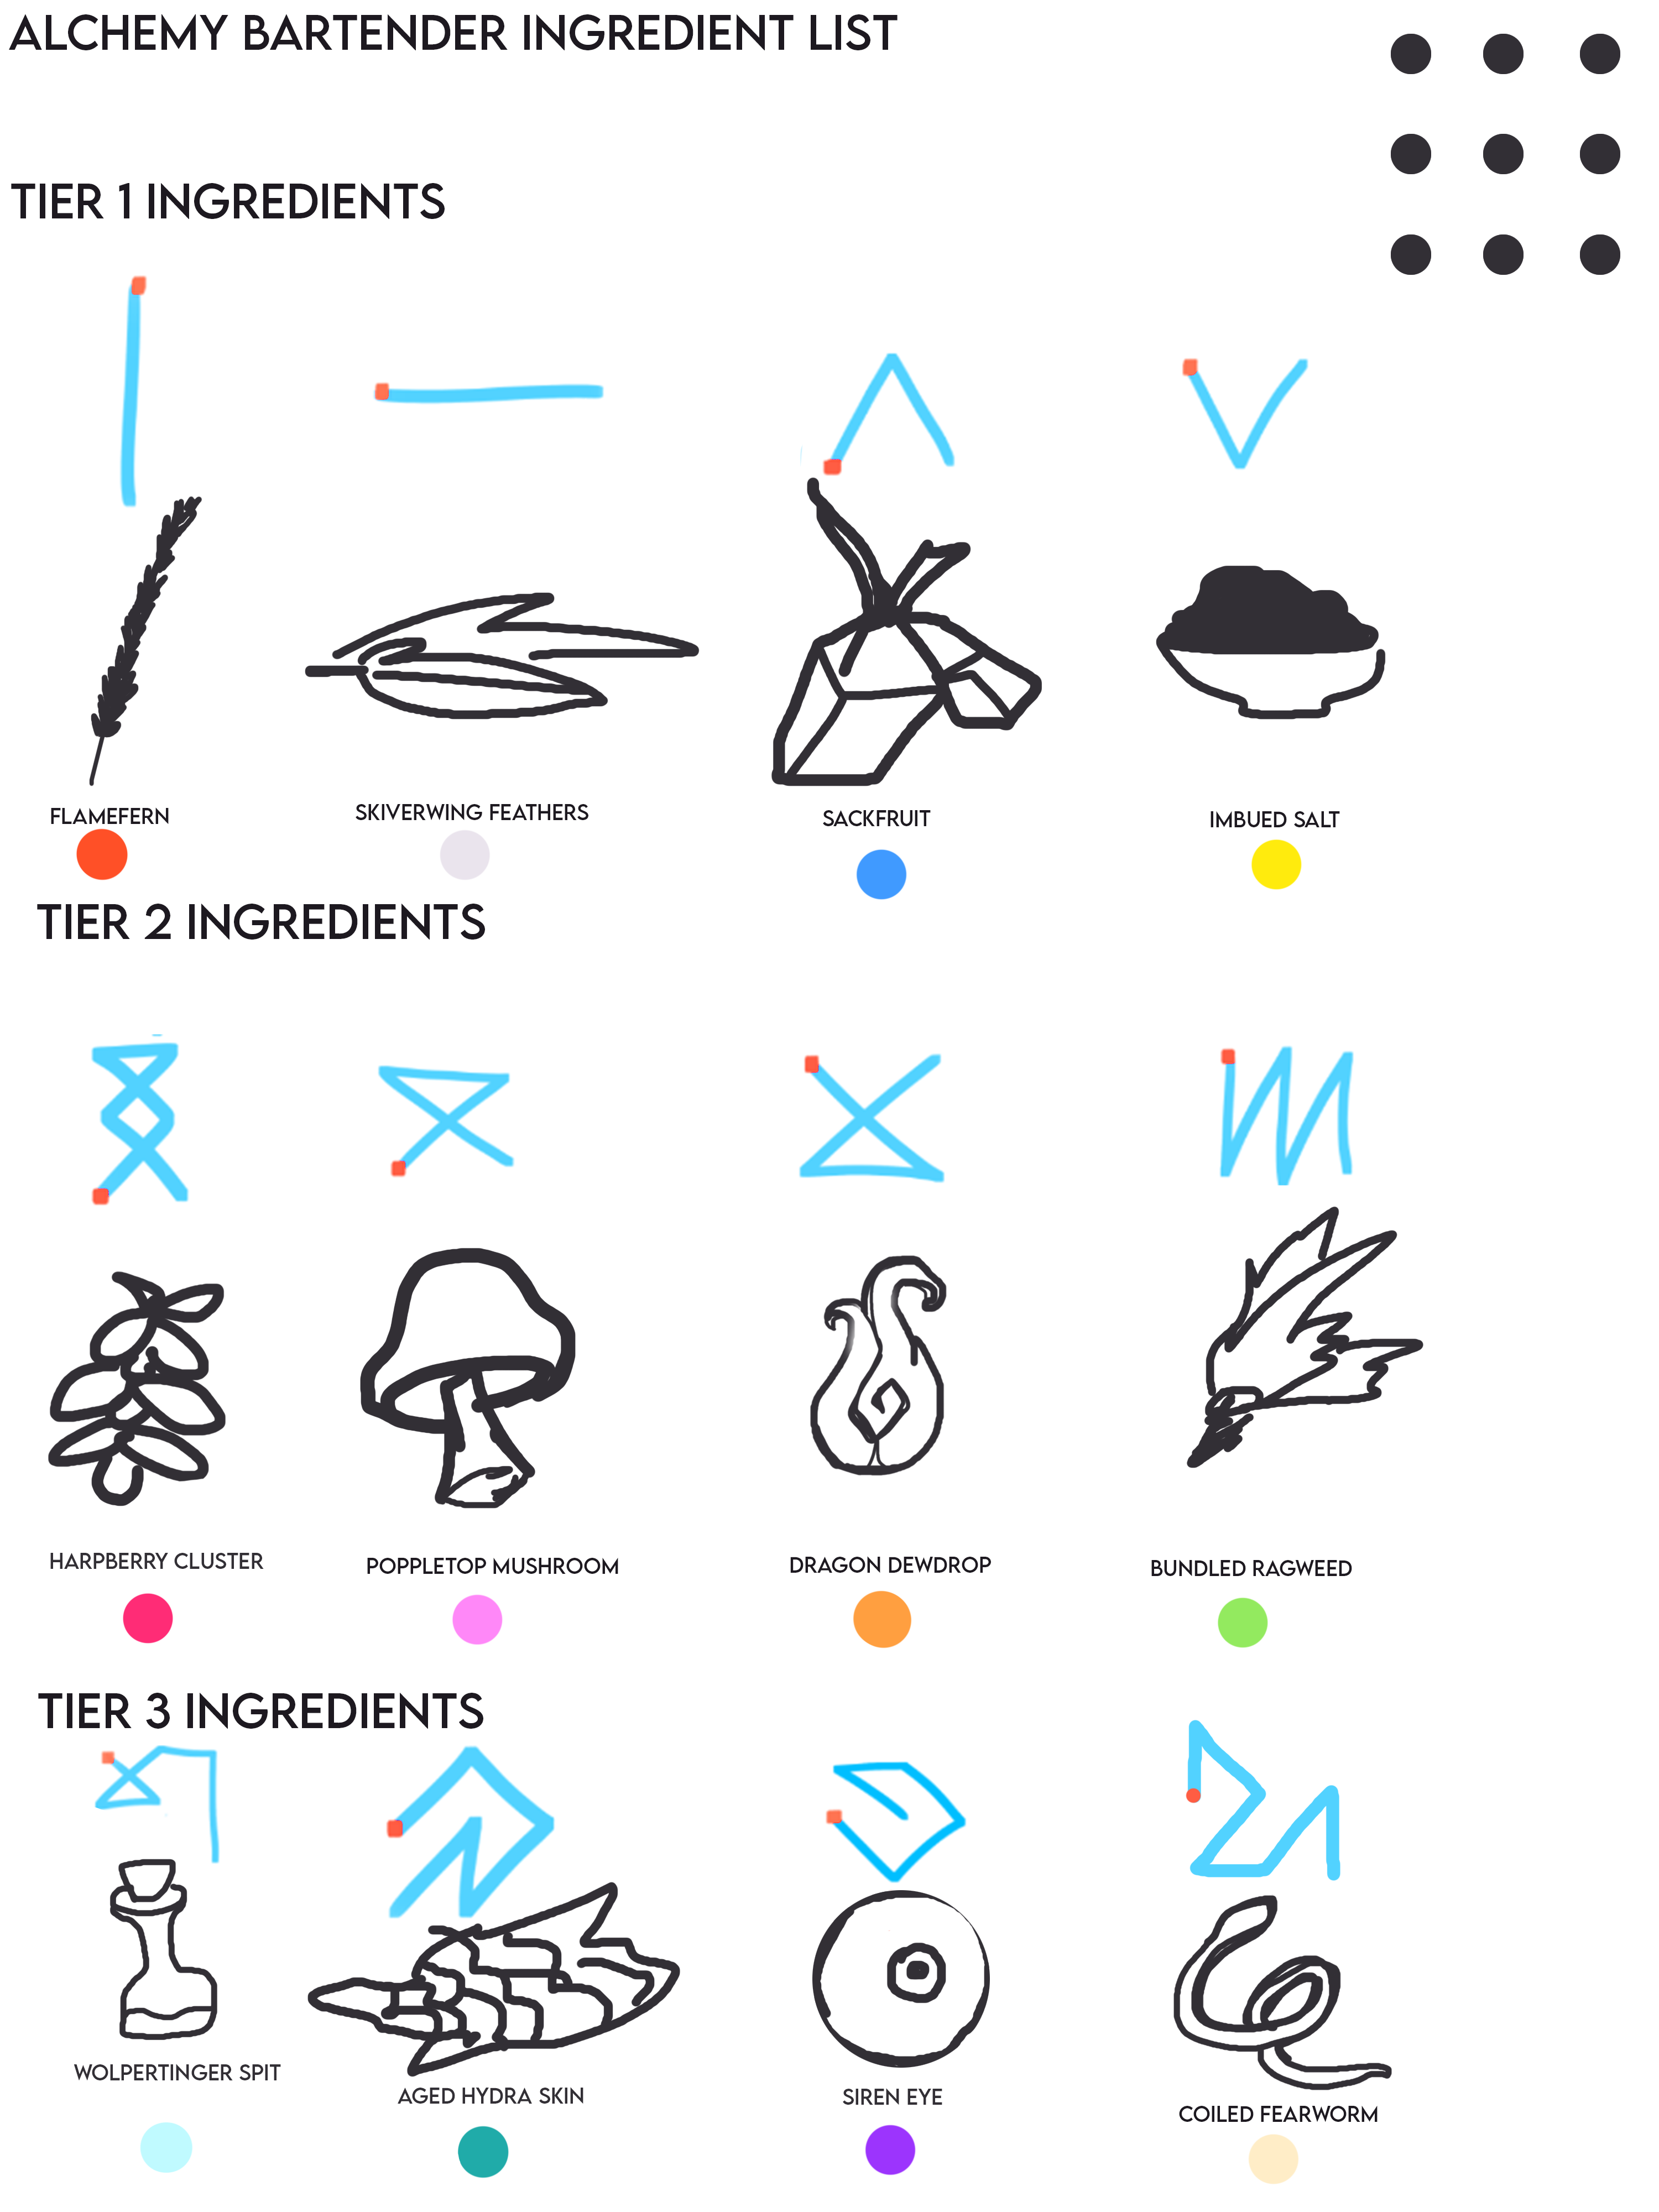 ALCHEMY BARTENDER INGREDIENT LIST
TIER 1 INGREDIENTS
FLAMEFERN
SKIVERWING FEATHERS
SACKFRUIT
IMBUED SALT
TIER 2 INGREDIENTS
HARPBERRY CLUSTER
POPPLETOP MUSHROOM
DRAGON DEWDROP
BUNDLED RAGWEED
TIER 3 INGREDIENTS
WOLPERTINGER SPIT
AGED HYDRA SKIN
SIREN EYE
COILED FEARWORM